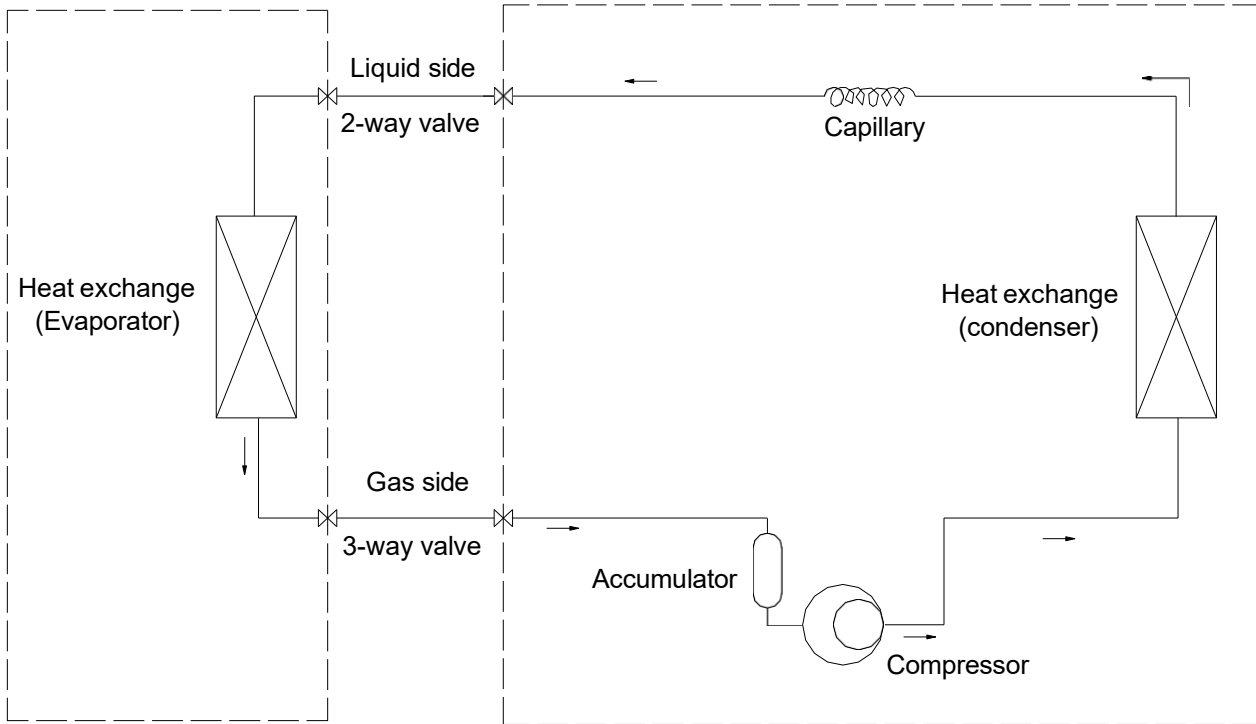 Liquid side
2-way valve
Capillary
Heat exchange
(Evaporator)
Heat exchange
(condenser)
Gas side
3-way valve
Accumulator
Compressor